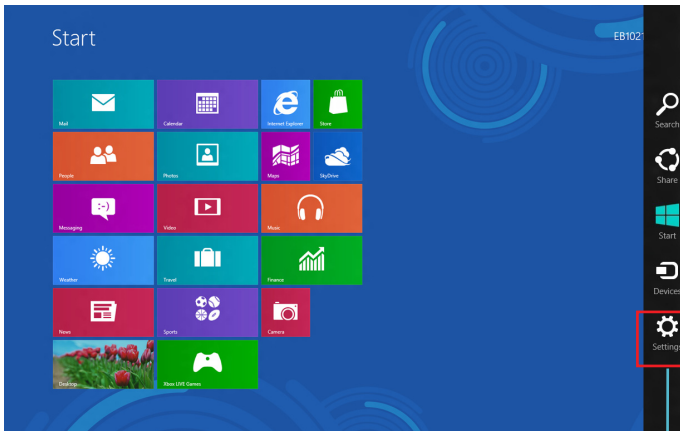 Start
EB1021
Mail
Calendar
Internet Explorer
Store
People
Photos
Maps
SkyDrive
Messaging
:-)
Video
Music
Weather
Travel
Finance
News
Sports
Camera
Desktop
Xbox LIVE Games
Search
Share
Start
Devices
Settings